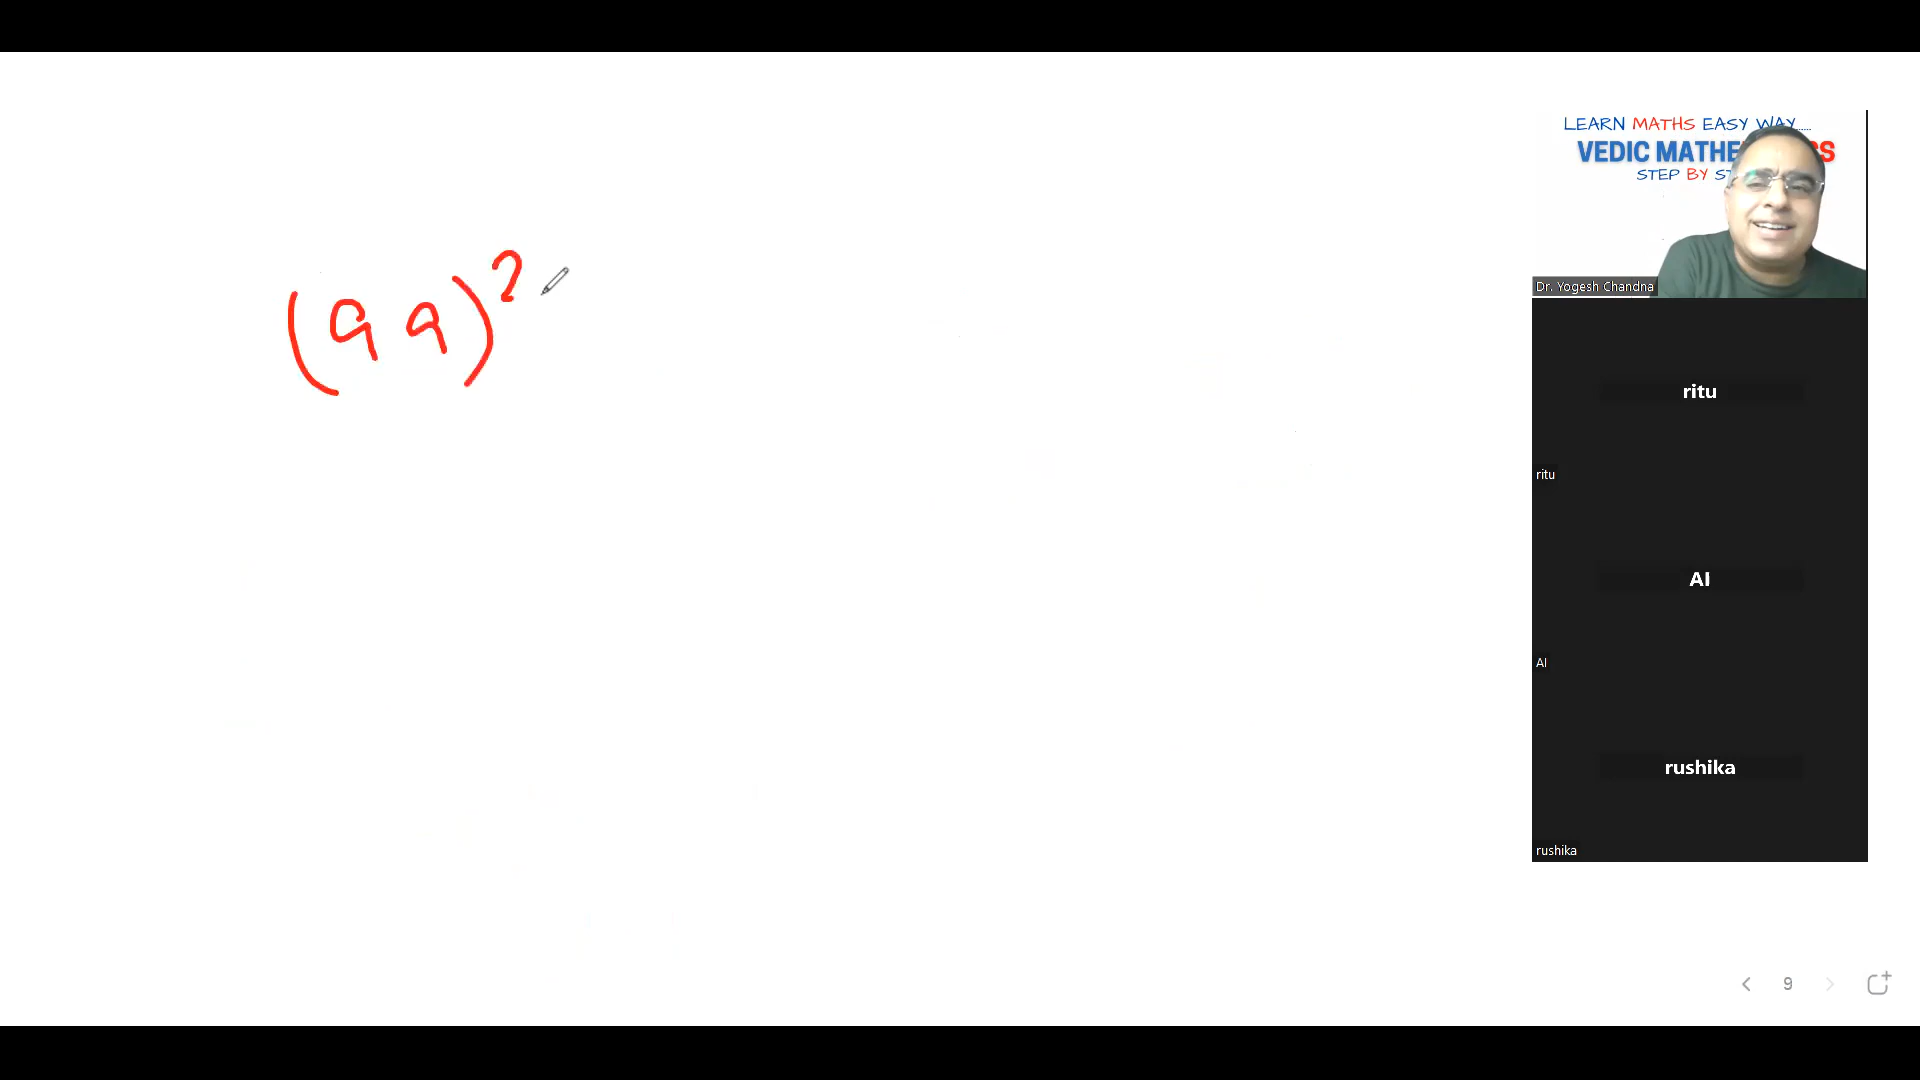 (99)²
LEARN MATHS EASY WAY......
VEDIC
STEP BY
Dr. Yogesh Chandna
ritu
ritu
AI
AI
rushika
rushika
9